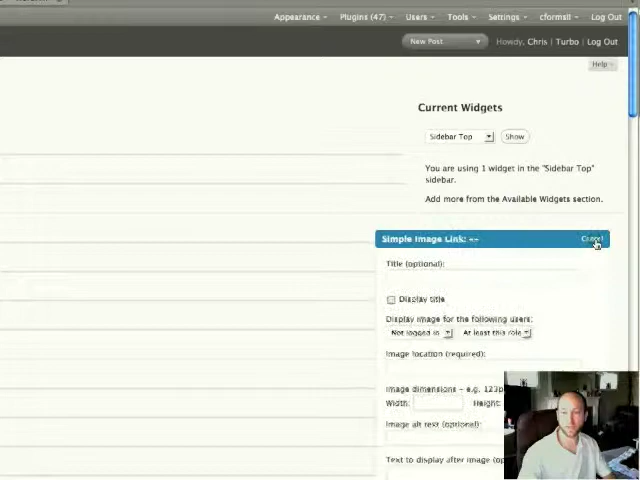 Appearance Plugins (47) Users Tools Settings cformsII Log Out
New Post Howdy, Chris | Turbo | Log Out
Help
Current Widgets
Sidebar Top Show
You are using 1 widget in the "Sidebar Top"
sidebar.
Add more from the Available Widgets section.
Simple Image Link: Cancel
Title (optional):
Display title
Display image for the following users:
Not logged in At least this role
Image location (required):
Image dimensions - e.g. 123p
Width: Height:
Image alt text (optional):
Text to display after image (op